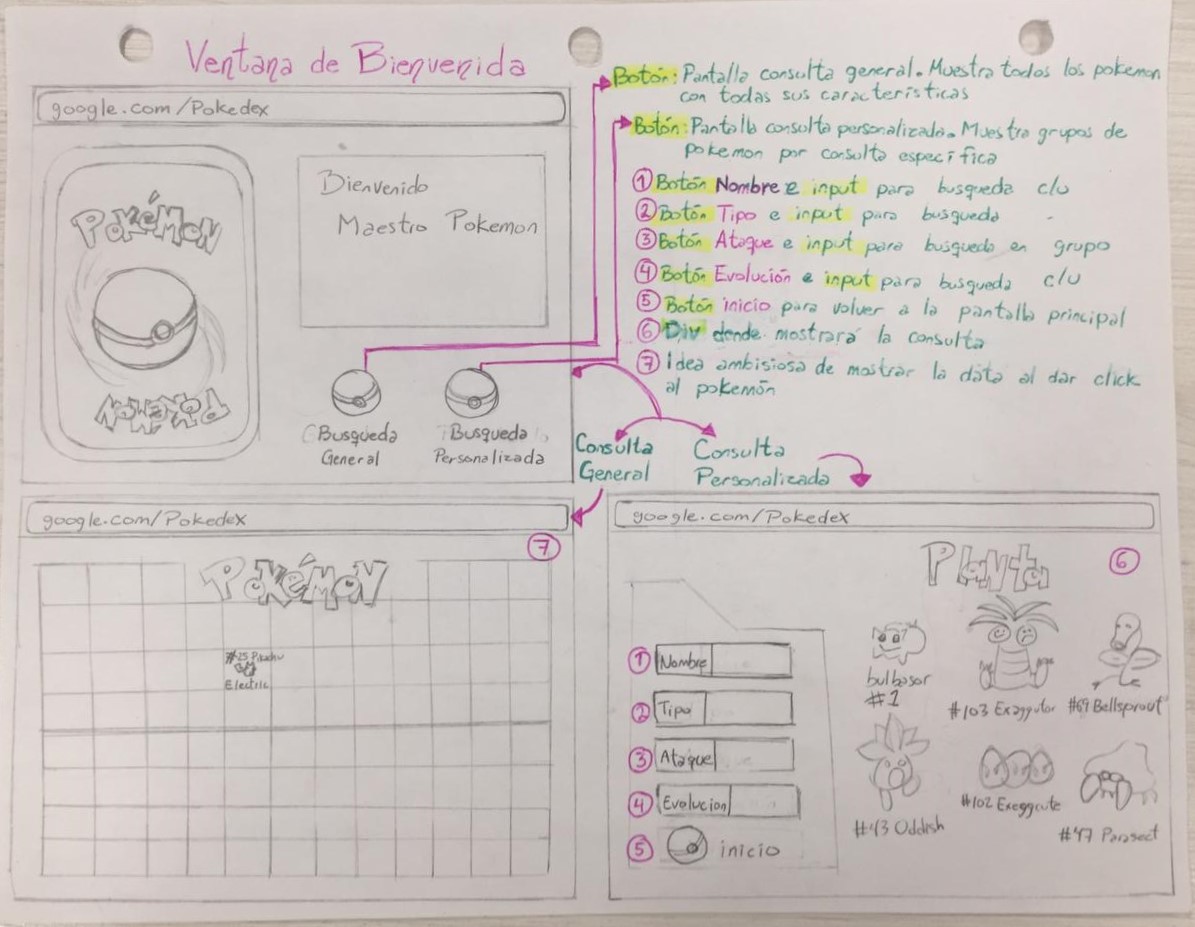 Ventana de Bienvenida
google.com/Pokedex
Pokémon
Bienvenido
Maestro Pokemon
Pokémon
Busqueda
General
Busqueda
Personalizada
Botón: Pantalla consulta general. Muestra todos los pokemon
con todas sus características
Botón: Pantalla consulta personalizada. Muestra grupos de
pokemon por consulta específica
① Botón Nombre e input para busqueda c/u
② Botón Tipo e input para busqueda
③ Botón Ataque e input para busqueda en grupo
④ Botón Evolución e input para busqueda c/u
⑤ Botón inicio para volver a la pantalla principal
⑥ Div donde mostrará la consulta
⑦ Idea ambisiosa de mostrar la data al dar click
al pokemón
Consulta
General
Consulta
Personalizada
google.com/Pokedex
⑦
Pokémon
#25 Pikachu
Electric
google.com/Pokedex
Planta
⑥
① Nombre
② Tipo
③ Ataque
④ Evolucion
⑤ inicio
bulbasor
#1
#103 Exeggutor
#69 Bellsprout
#43 Oddish
#102 Exeggcute
#47 Parasect